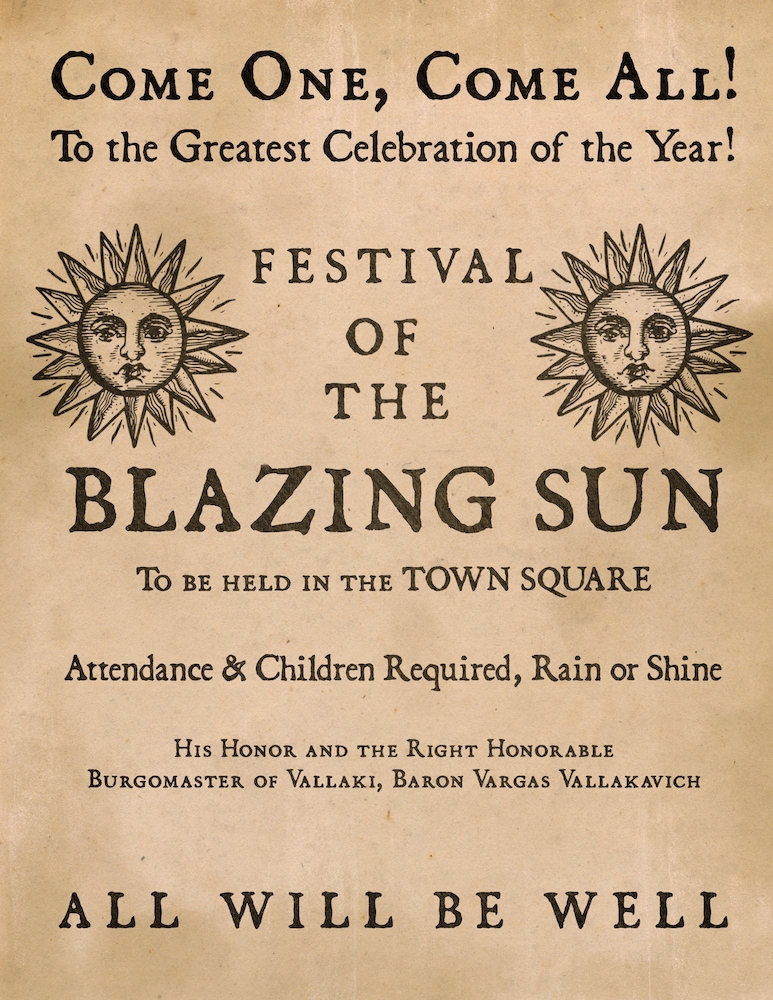 Come One, Come All!
To the Greatest Celebration of the Year!
FESTIVAL
OF
THE
BLAZING SUN
To be held in the TOWN SQUARE
Attendance & Children Required, Rain or Shine
His Honor and the Right Honorable
Burgomaster of Vallaki, Baron Vargas Vallakavich
ALL WILL BE WELL